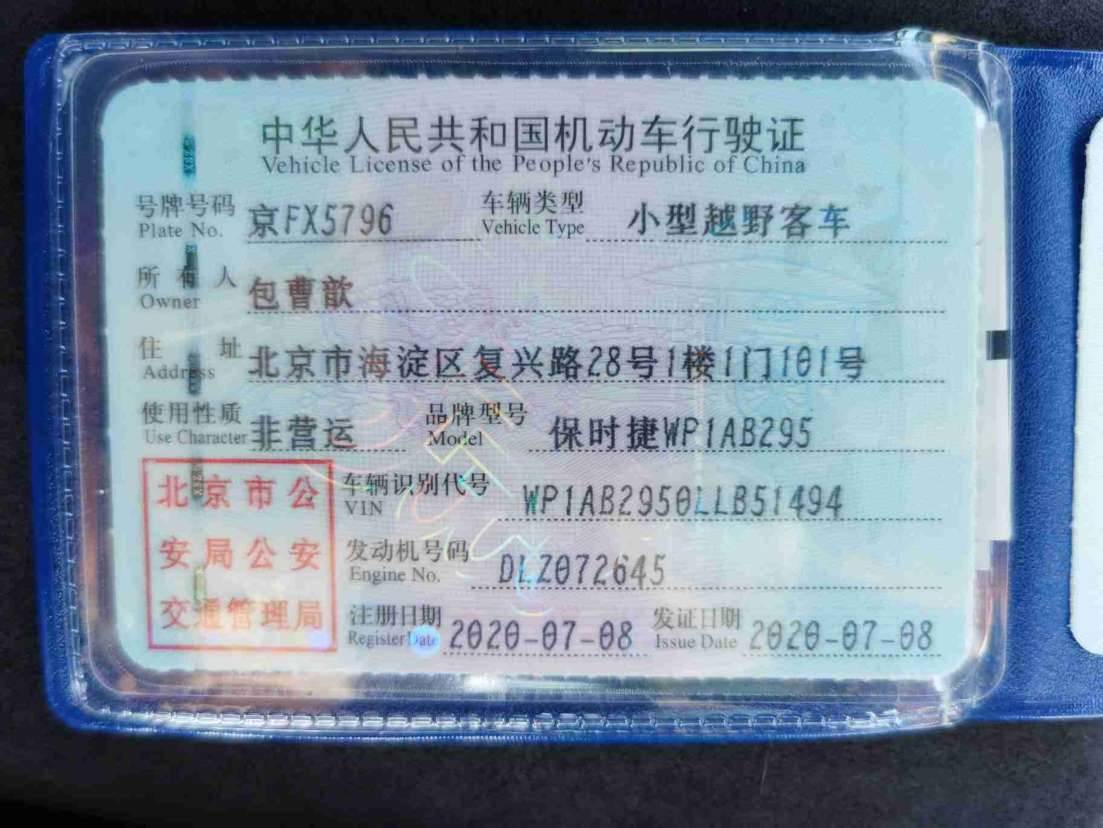 中华人民共和国机动车行驶证
Vehicle License of the People's Republic of China
号牌号码 京FX5796 车辆类型 小型越野客车
Plate No. Vehicle Type
所有人 包曹歆
Owner
住址 北京市海淀区复兴路28号1楼1门101号
Address
使用性质 非营运 品牌型号 保时捷WP1AB295
Use Character Model
车辆识别代号 WP1AB2950LLB51494
VIN
发动机号码 DLZ072645
Engine No.
注册日期 2020-07-08 发证日期 2020-07-08
Register Date Issue Date
北京市公
安局公安
交通管理局